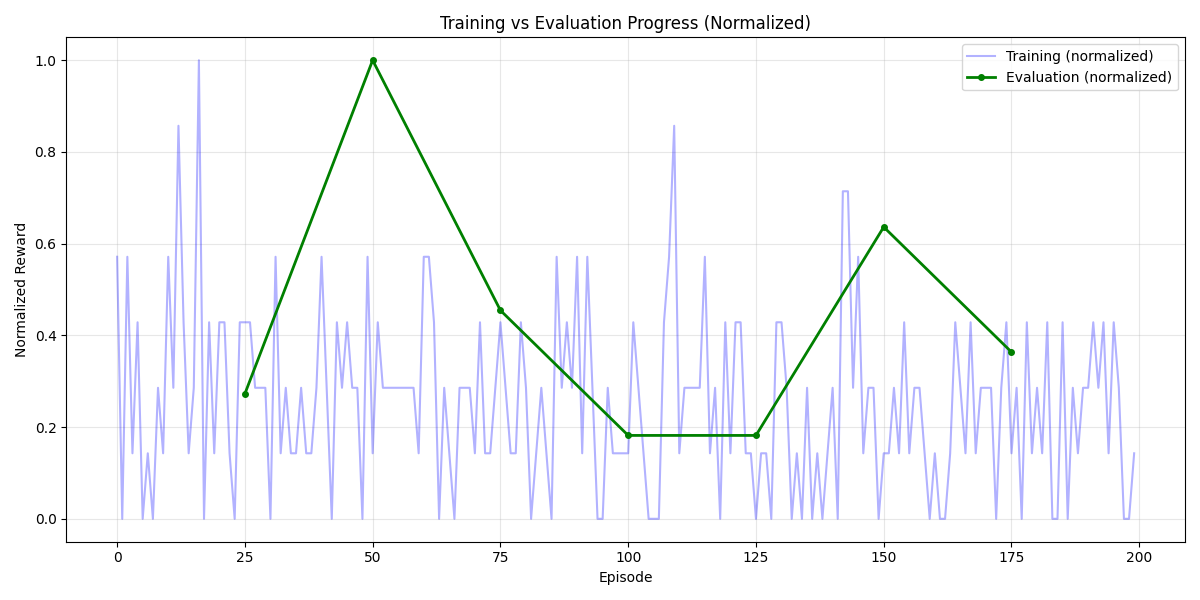 Training vs Evaluation Progress (Normalized)
Training (normalized)
Evaluation (normalized)
Normalized Reward
1.0
0.8
0.6
0.4
0.2
0.0
0 25 50 75 100 125 150 175 200
Episode